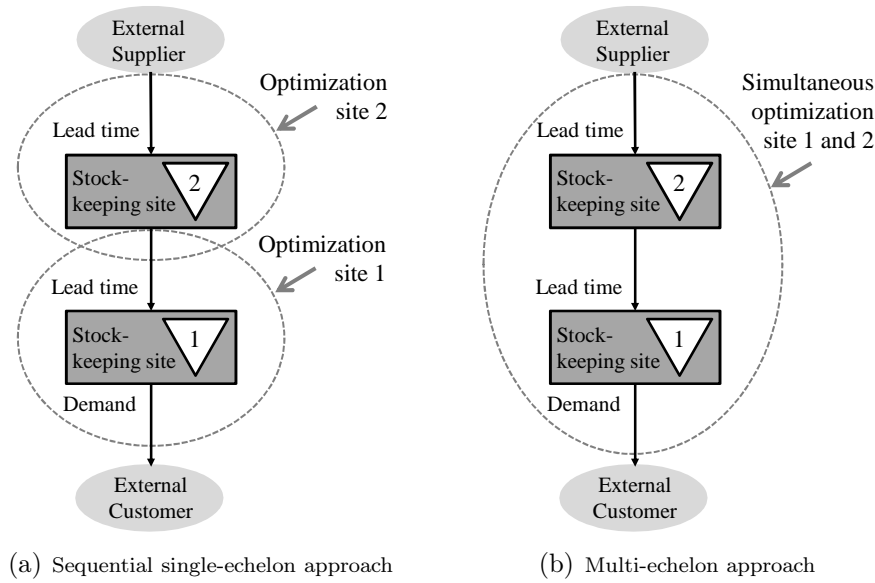 External
Supplier
Optimization
site 2
Lead time
Stock-
keeping site
2
Optimization
site 1
Lead time
Stock-
keeping site
1
Demand
External
Customer
(a) Sequential single-echelon approach
External
Supplier
Simultaneous
optimization
site 1 and 2
Lead time
Stock-
keeping site
2
Lead time
Stock-
keeping site
1
Demand
External
Customer
(b) Multi-echelon approach